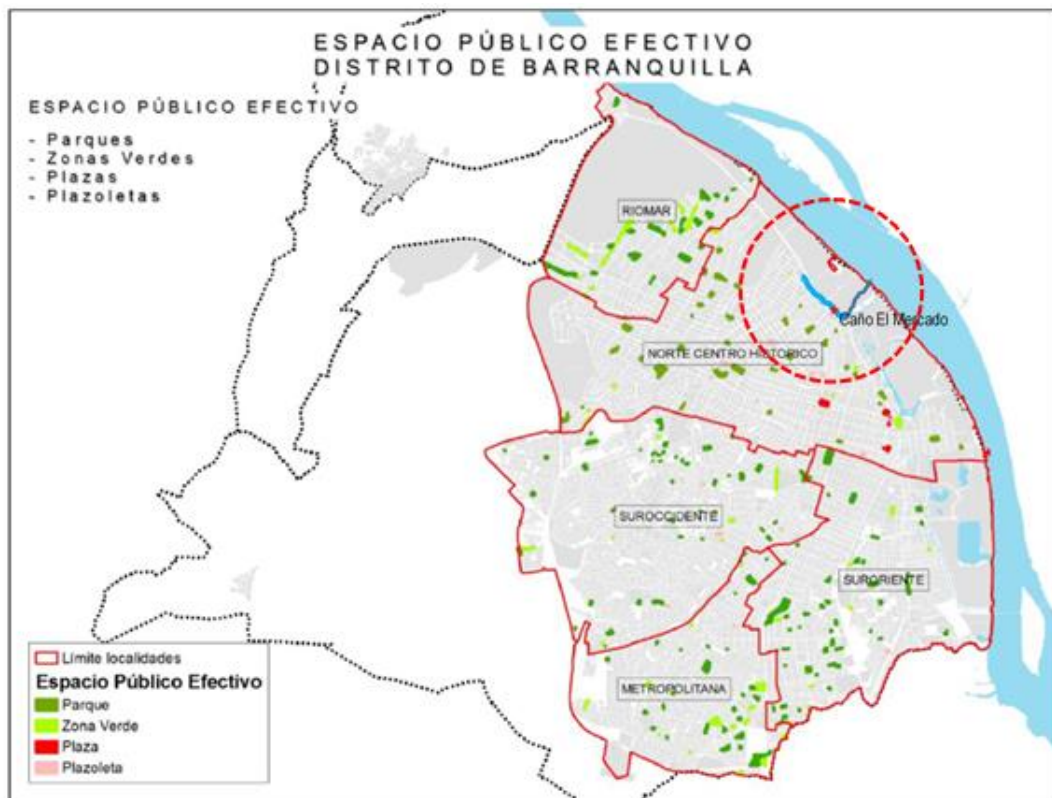 ESPACIO PÚBLICO EFECTIVO
DISTRITO DE BARRANQUILLA
ESPACIO PÚBLICO EFECTIVO
- Parques
- Zonas Verdes
- Plazas
- Plazoletas
RIOMAR
Caño El Mercado
NORTE CENTRO HISTORICO
SUROCCIDENTE
SURORIENTE
METROPOLITANA
Límite localidades
Espacio Público Efectivo
Parque
Zona Verde
Plaza
Plazoleta